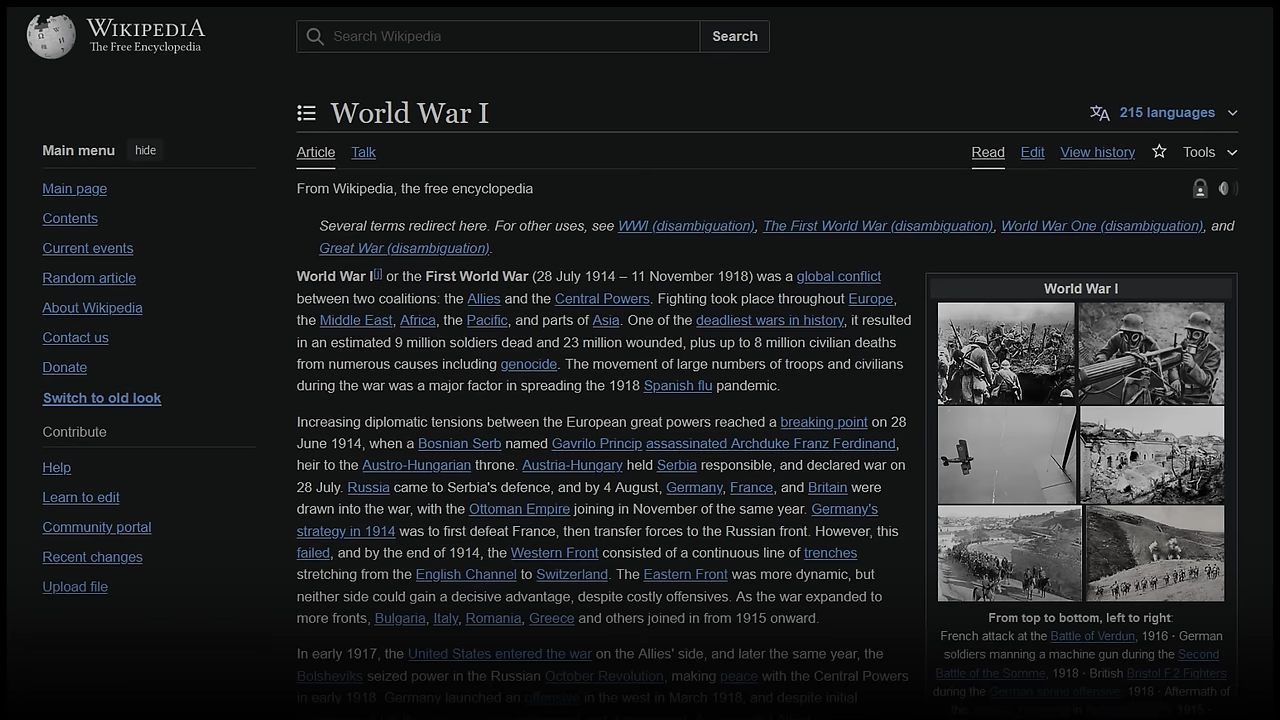 WIKIPEDIA
The Free Encyclopedia
Search Wikipedia
Search
World War I
215 languages
Main menu
hide
Article
Talk
Read
Edit
View history
Tools
Main page
Contents
Current events
Random article
About Wikipedia
Contact us
Donate
Switch to old look
Contribute
Help
Learn to edit
Community portal
Recent changes
Upload file
From Wikipedia, the free encyclopedia
Several terms redirect here. For other uses, see WWI (disambiguation), The First World War (disambiguation), World War One (disambiguation), and
Great War (disambiguation).
World War I[j] or the First World War (28 July 1914 – 11 November 1918) was a global conflict
between two coalitions: the Allies and the Central Powers. Fighting took place throughout Europe,
the Middle East, Africa, the Pacific, and parts of Asia. One of the deadliest wars in history, it resulted
in an estimated 9 million soldiers dead and 23 million wounded, plus up to 8 million civilian deaths
from numerous causes including genocide. The movement of large numbers of troops and civilians
during the war was a major factor in spreading the 1918 Spanish flu pandemic.
Increasing diplomatic tensions between the European great powers reached a breaking point on 28
June 1914, when a Bosnian Serb named Gavrilo Princip assassinated Archduke Franz Ferdinand,
heir to the Austro-Hungarian throne. Austria-Hungary held Serbia responsible, and declared war on
28 July. Russia came to Serbia's defence, and by 4 August, Germany, France, and Britain were
drawn into the war, with the Ottoman Empire joining in November of the same year. Germany's
strategy in 1914 was to first defeat France, then transfer forces to the Russian front. However, this
failed, and by the end of 1914, the Western Front consisted of a continuous line of trenches
stretching from the English Channel to Switzerland. The Eastern Front was more dynamic, but
neither side could gain a decisive advantage, despite costly offensives. As the war expanded to
more fronts, Bulgaria, Italy, Romania, Greece and others joined in from 1915 onward.
In early 1917, the United States entered the war on the Allies' side, and later the same year, the
Bolsheviks seized power in the Russian October Revolution, making peace with the Central Powers
in early 1918. Germany launched an offensive in the west in March 1918, and despite initial
World War I
From top to bottom, left to right:
French attack at the Battle of Verdun, 1916 · German
soldiers manning a machine gun during the Second
Battle of the Somme, 1918 · British Bristol F.2 Fighters
during the German spring offensive, 1918 · Aftermath of